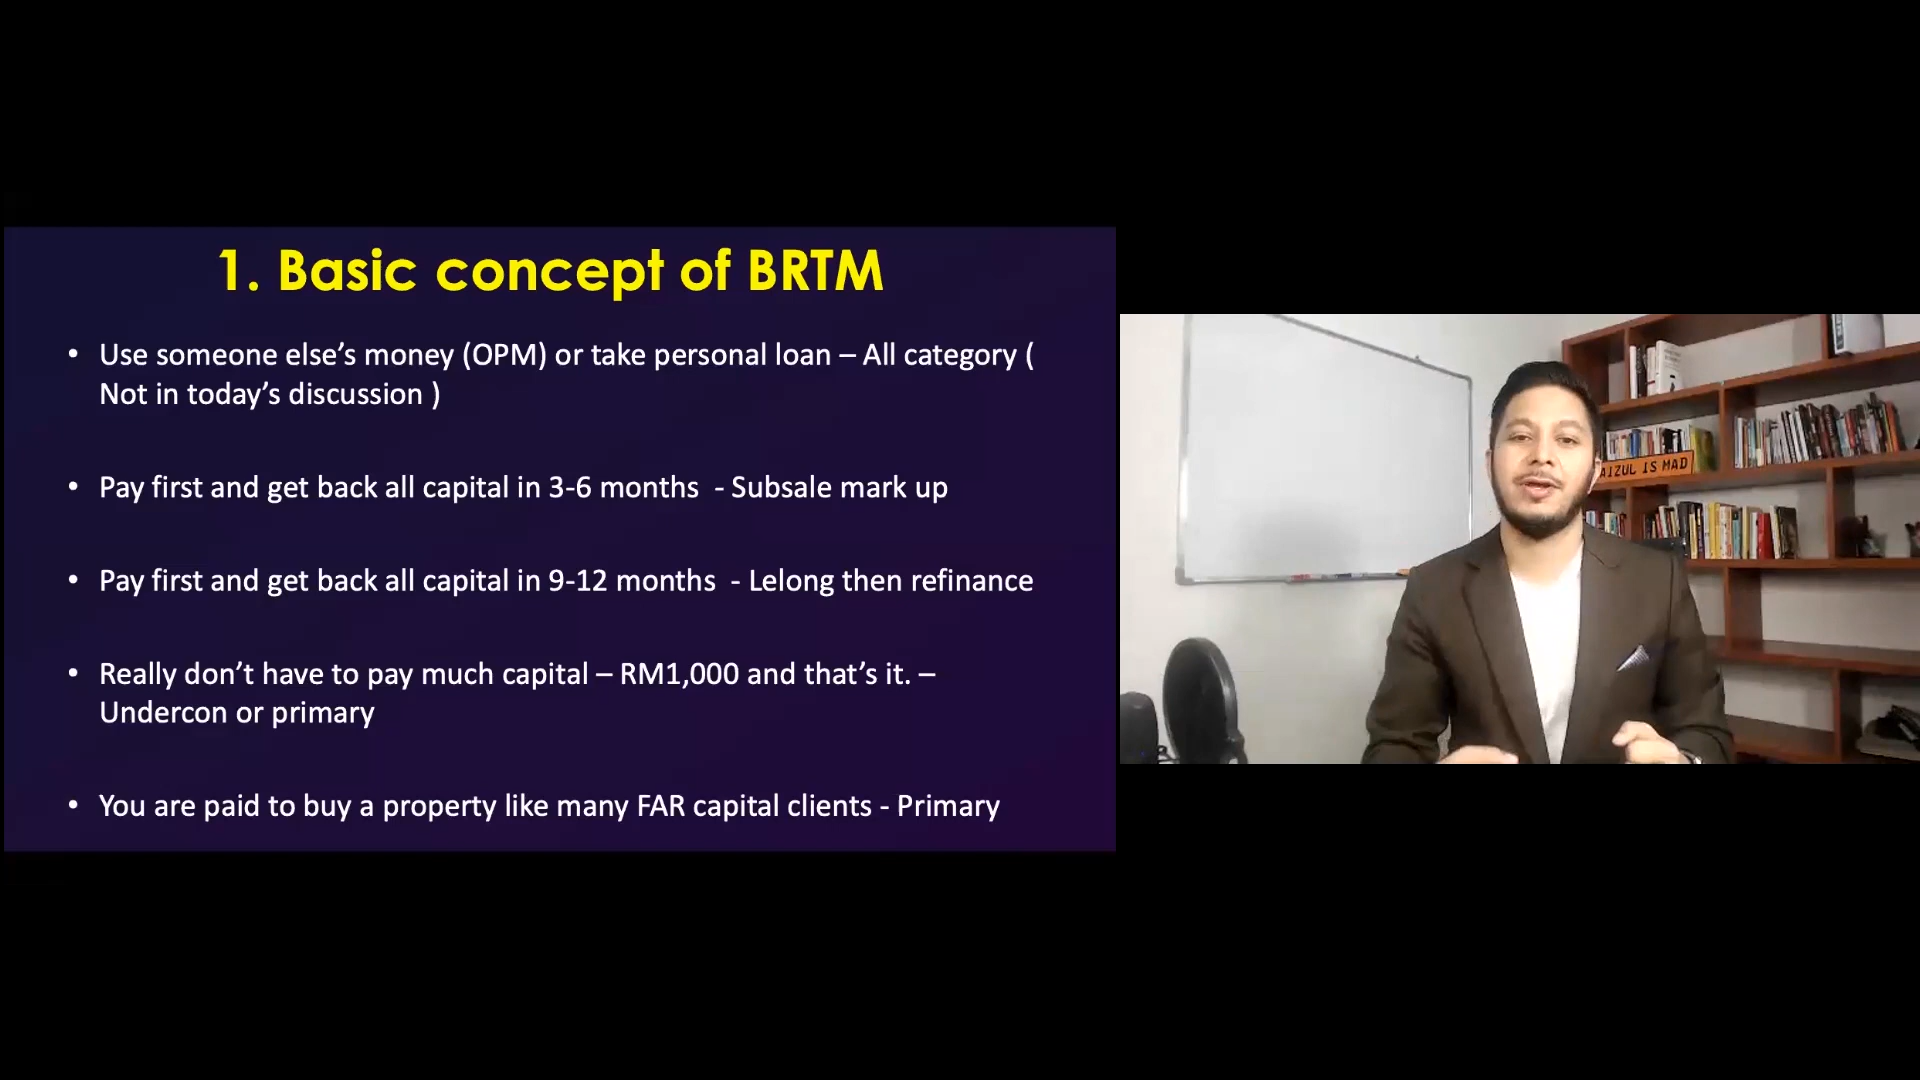 1. Basic concept of BRTM
• Use someone else’s money (OPM) or take personal loan – All category (
Not in today’s discussion )
• Pay first and get back all capital in 3-6 months  - Subsale mark up
• Pay first and get back all capital in 9-12 months  - Lelong then refinance
• Really don’t have to pay much capital – RM1,000 and that’s it. –
Undercon or primary
• You are paid to buy a property like many FAR capital clients - Primary
AIZUL IS MAD